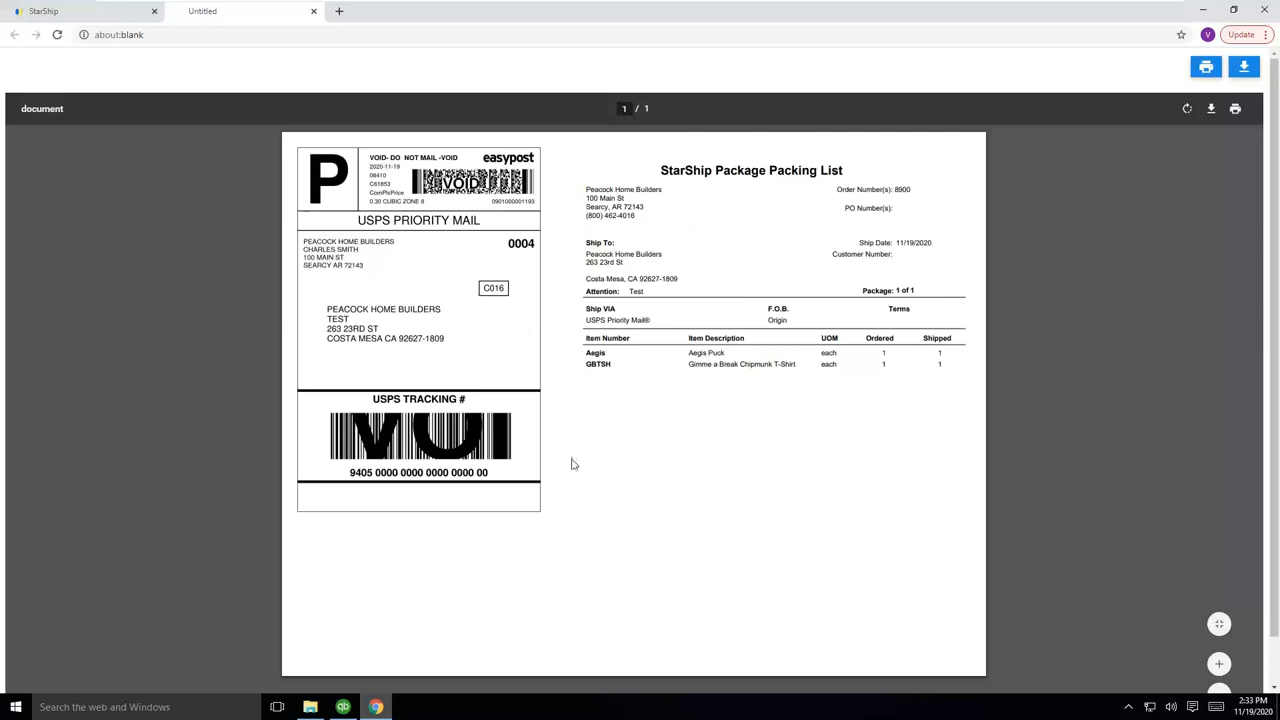 StarShip
Untitled
about:blank
V
Update
document
1 / 1
P
VOID- DO NOT MAIL -VOID
easypost
2020-11-19
06410
C61853
ComPlsPrice
0.30 CUBIC ZONE 8
VOID
0901000001193
USPS PRIORITY MAIL
PEACOCK HOME BUILDERS
CHARLES SMITH
100 MAIN ST
SEARCY AR 72143
0004
C016
PEACOCK HOME BUILDERS
TEST
263 23RD ST
COSTA MESA CA 92627-1809
USPS TRACKING #
9405 0000 0000 0000 0000 00
StarShip Package Packing List
Peacock Home Builders
100 Main St
Searcy, AR 72143
(800) 462-4016
Order Number(s): 8900
PO Number(s):
Ship To:
Peacock Home Builders
263 23rd St
Costa Mesa, CA 92627-1809
Attention: Test
Ship Date: 11/19/2020
Customer Number:
Package: 1 of 1
Ship VIA F.O.B. Terms
USPS Priority Mail® Origin
Item Number Item Description UOM Ordered Shipped
Aegis Aegis Puck each 1 1
GBTSH Gimme a Break Chipmunk T-Shirt each 1 1
Search the web and Windows
qb
2:33 PM
11/19/2020